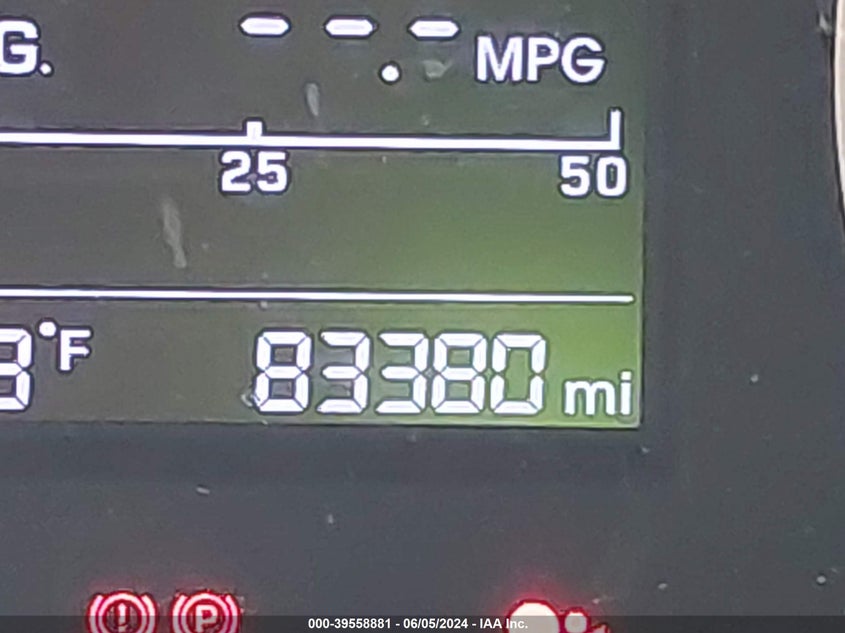 G. --.- MPG
25 50
°F 83380 mi
! P
000-39558881 - 06/05/2024 - IAA Inc.